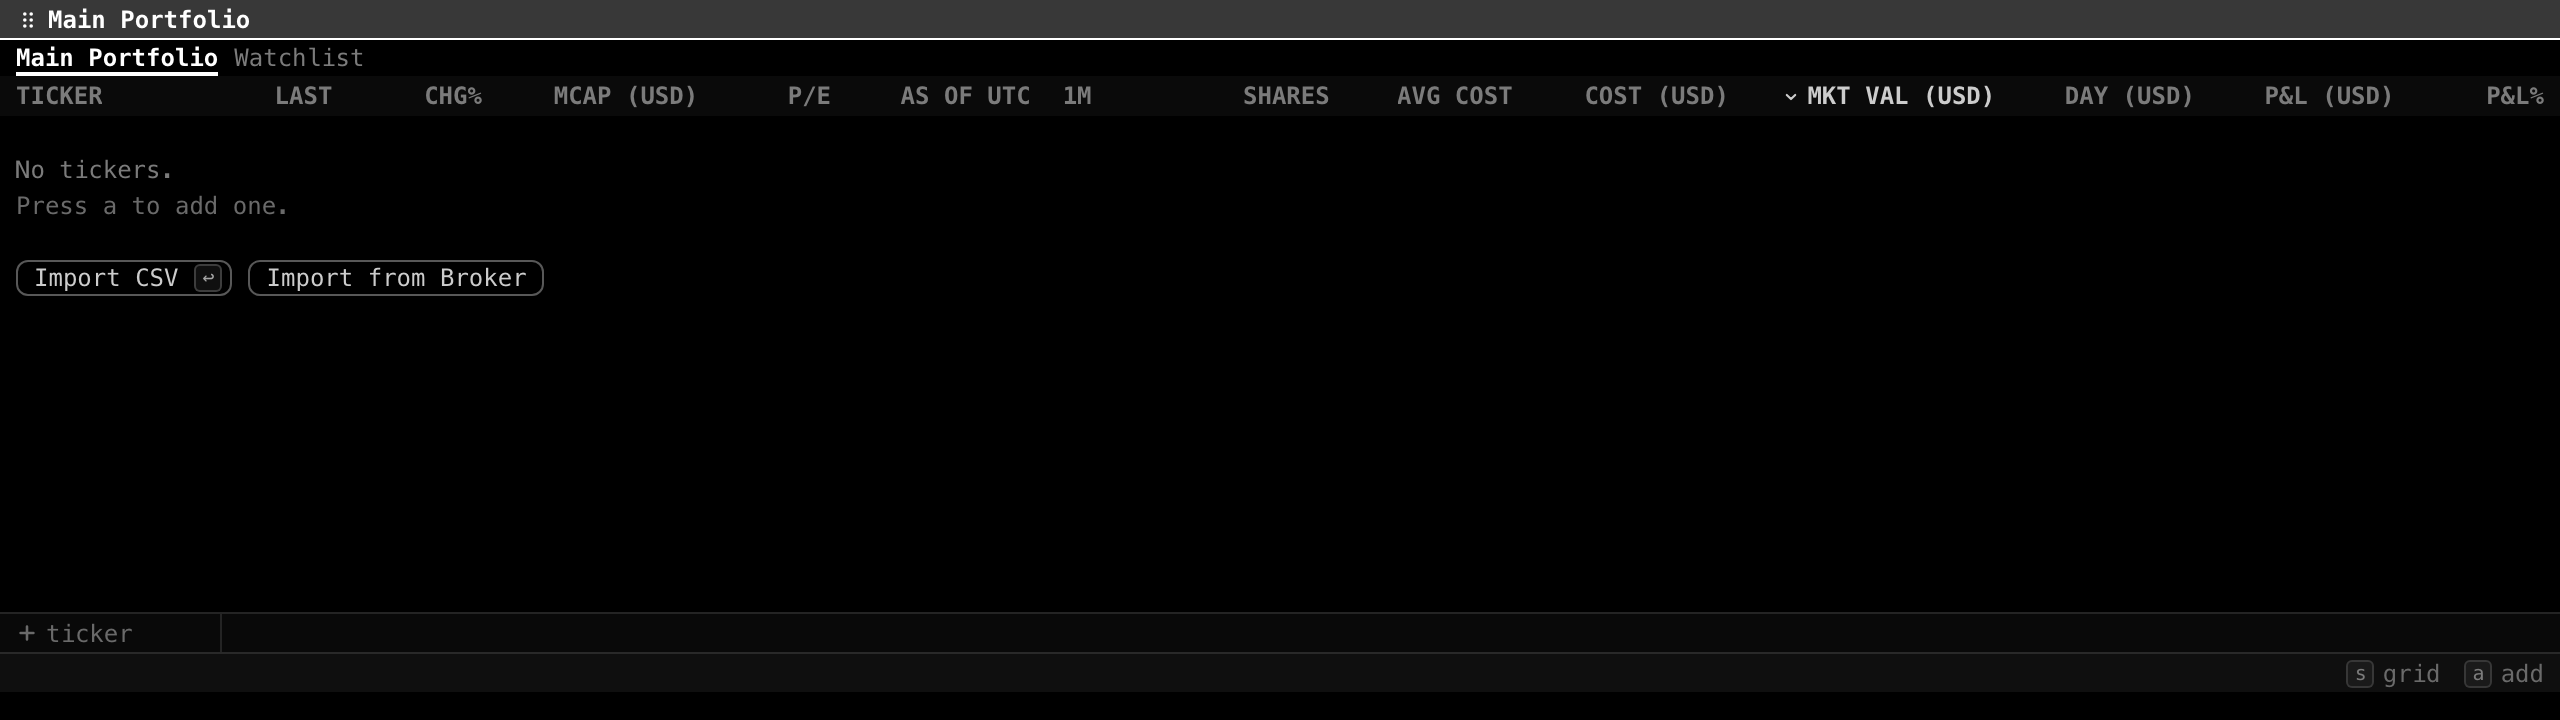 Main Portfolio
Main Portfolio Watchlist
TICKER LAST CHG% MCAP (USD) P/E AS OF UTC 1M SHARES AVG COST COST (USD) MKT VAL (USD) DAY (USD) P&L (USD) P&L%
No tickers.
Press a to add one.
Import CSV ↩ Import from Broker
+ ticker
s grid a add